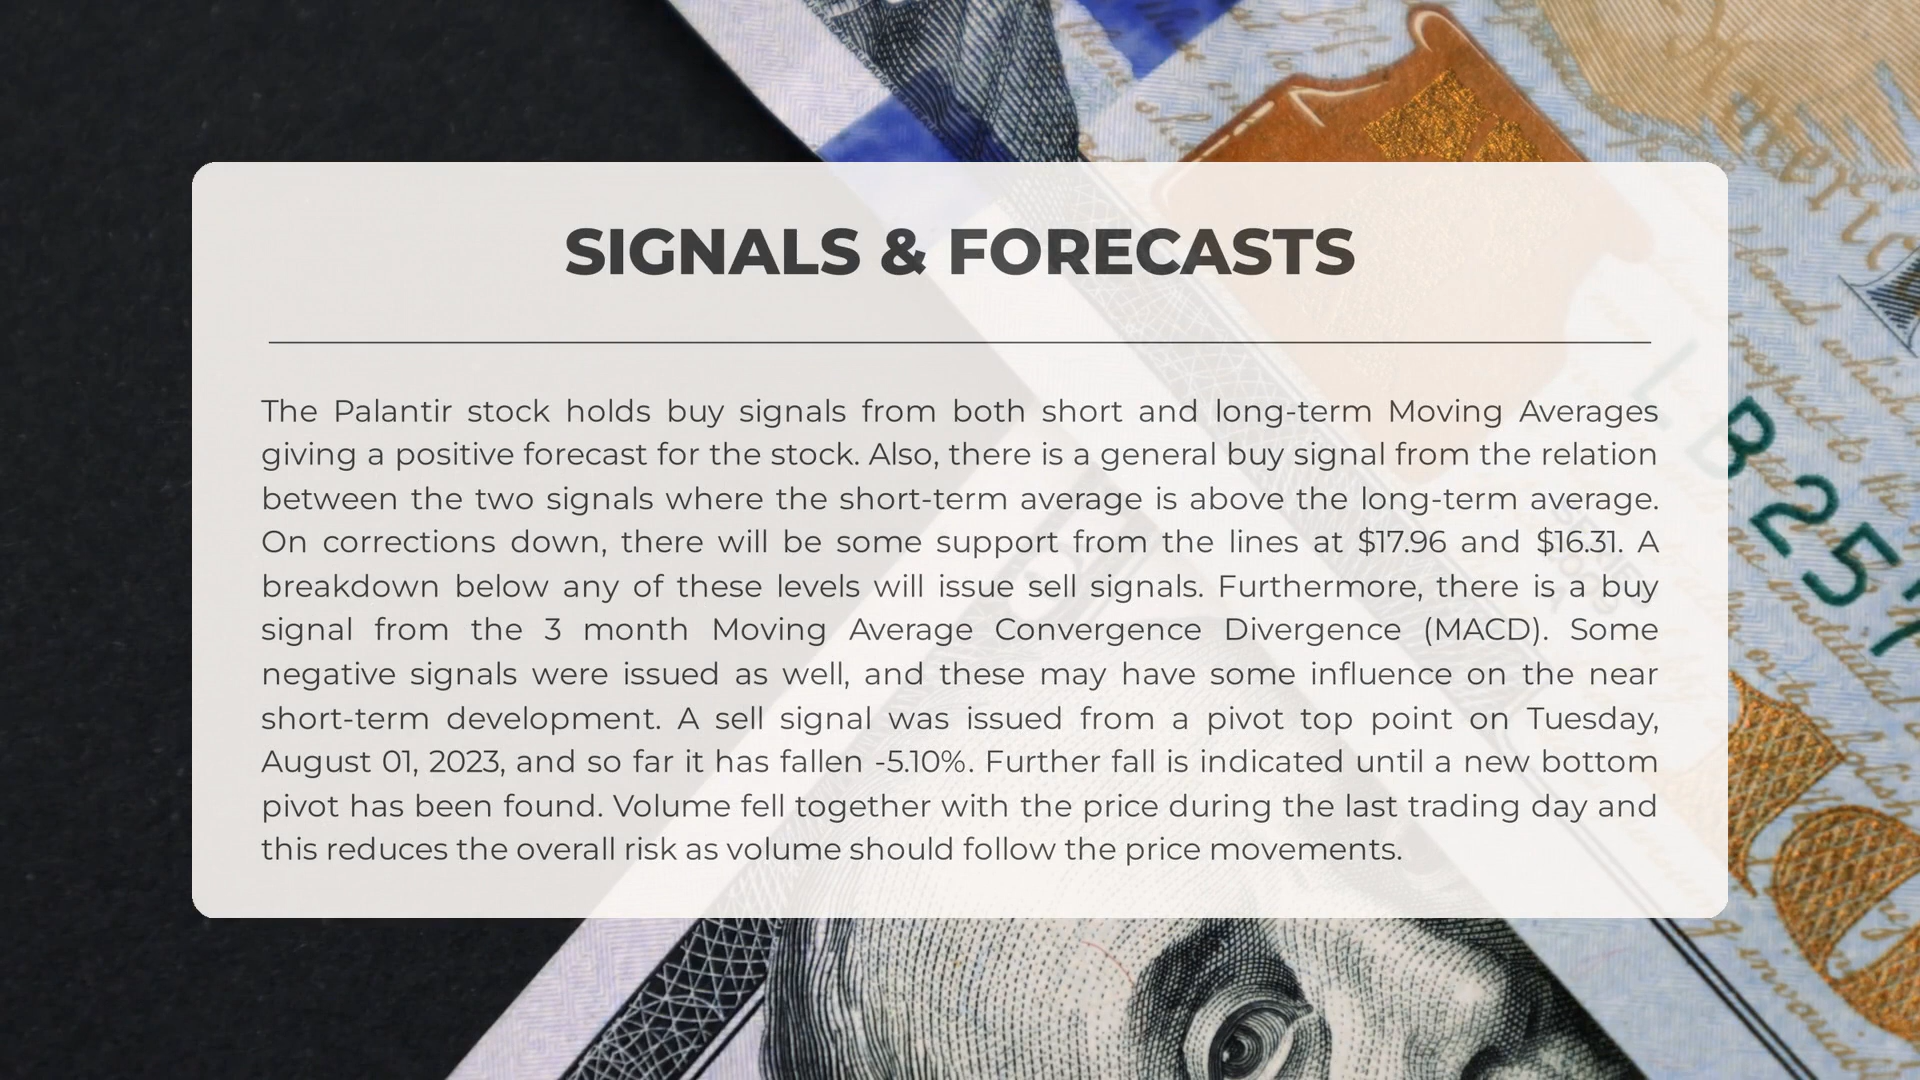 SIGNALS & FORECASTS
The Palantir stock holds buy signals from both short and long-term Moving Averages
giving a positive forecast for the stock. Also, there is a general buy signal from the relation
between the two signals where the short-term average is above the long-term average.
On corrections down, there will be some support from the lines at $17.96 and $16.31. A
breakdown below any of these levels will issue sell signals. Furthermore, there is a buy
signal from the 3 month Moving Average Convergence Divergence (MACD). Some
negative signals were issued as well, and these may have some influence on the near
short-term development. A sell signal was issued from a pivot top point on Tuesday,
August 01, 2023, and so far it has fallen -5.10%. Further fall is indicated until a new bottom
pivot has been found. Volume fell together with the price during the last trading day and
this reduces the overall risk as volume should follow the price movements.